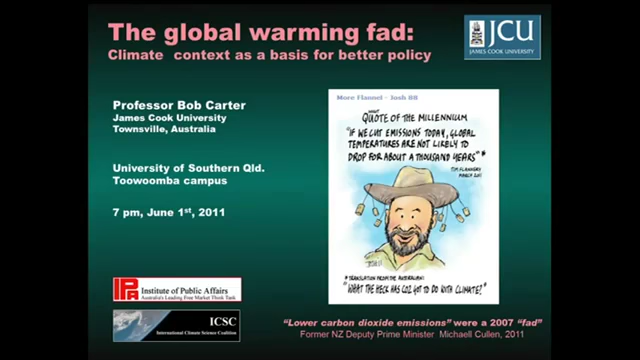 The global warming fad:
Climate context as a basis for better policy
JCU
JAMES COOK UNIVERSITY
Professor Bob Carter
James Cook University
Townsville, Australia
University of Southern Qld.
Toowoomba campus
7 pm, June 1st, 2011
More Flannel - Josh 88
QUOTE OF THE MILLENNIUM
"IF WE CUT EMISSIONS TODAY, GLOBAL
TEMPERATURES ARE NOT LIKELY TO
DROP FOR ABOUT A THOUSAND YEARS"*
TIM FLANNERY
MARCH 2011
* TRANSLATION FROM THE AUSTRALIAN:
"WHAT THE HECK HAS CO2 GOT TO DO WITH CLIMATE?"
IPA
Institute of Public Affairs
Australia's Leading Free Market Think Tank
ICSC
International Climate Science Coalition
"Lower carbon dioxide emissions" were a 2007 "fad"
Former NZ Deputy Prime Minister Michaell Cullen, 2011